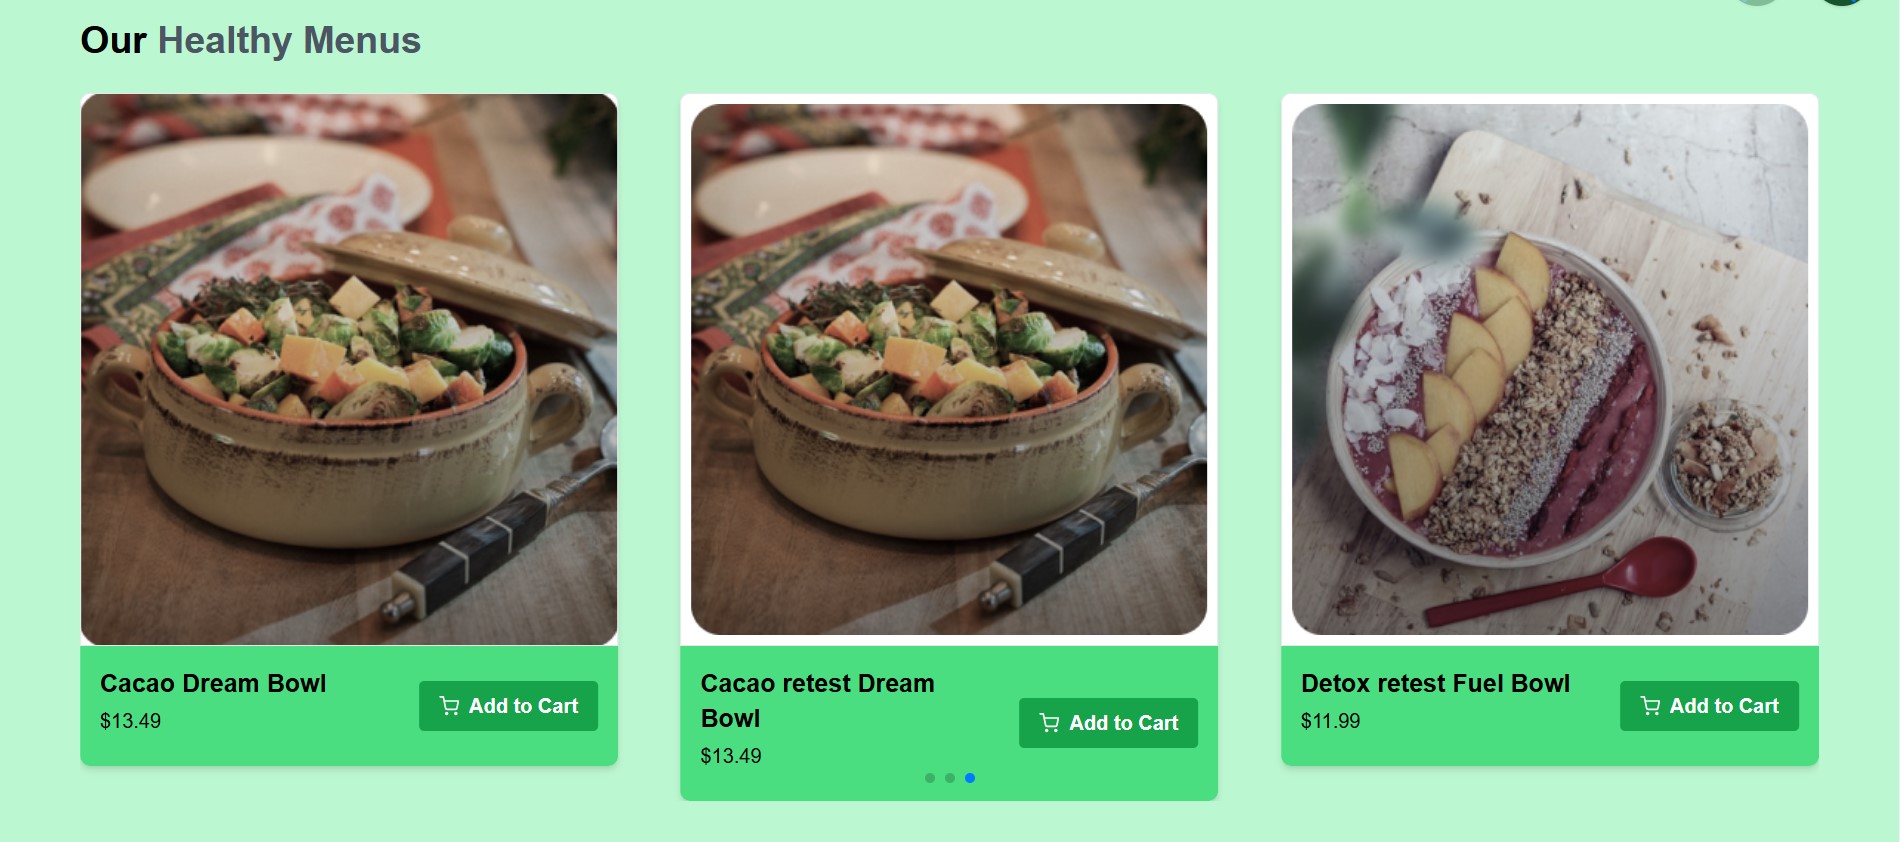 Our Healthy Menus
Cacao Dream Bowl
$13.49
Add to Cart
Cacao retest Dream
Bowl
$13.49
Add to Cart
Detox retest Fuel Bowl
$11.99
Add to Cart